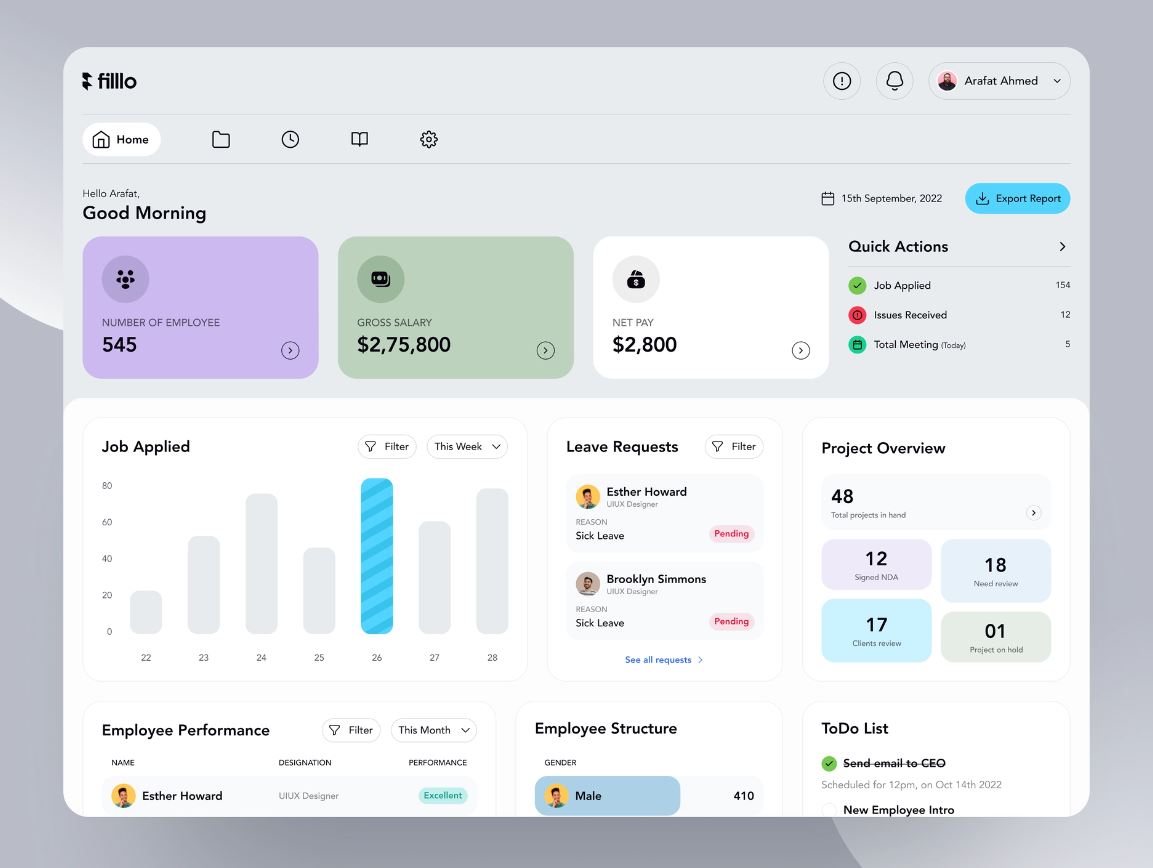 filllo
Arafat Ahmed
Home
Hello Arafat,
Good Morning
15th September, 2022
Export Report
NUMBER OF EMPLOYEE
545
GROSS SALARY
$2,75,800
NET PAY
$2,800
Quick Actions
Job Applied 154
Issues Received 12
Total Meeting (Today) 5
Job Applied
Filter
This Week
80
60
40
20
0
22 23 24 25 26 27 28
Leave Requests
Filter
Esther Howard
UIUX Designer
REASON
Sick Leave
Pending
Brooklyn Simmons
UIUX Designer
REASON
Sick Leave
Pending
See all requests
Project Overview
48
Total projects in hand
12
Signed NDA
18
Need review
17
Clients review
01
Project on hold
Employee Performance
Filter
This Month
NAME DESIGNATION PERFORMANCE
Esther Howard UIUX Designer Excellent
Employee Structure
GENDER
Male 410
ToDo List
Send email to CEO
Scheduled for 12pm, on Oct 14th 2022
New Employee Intro